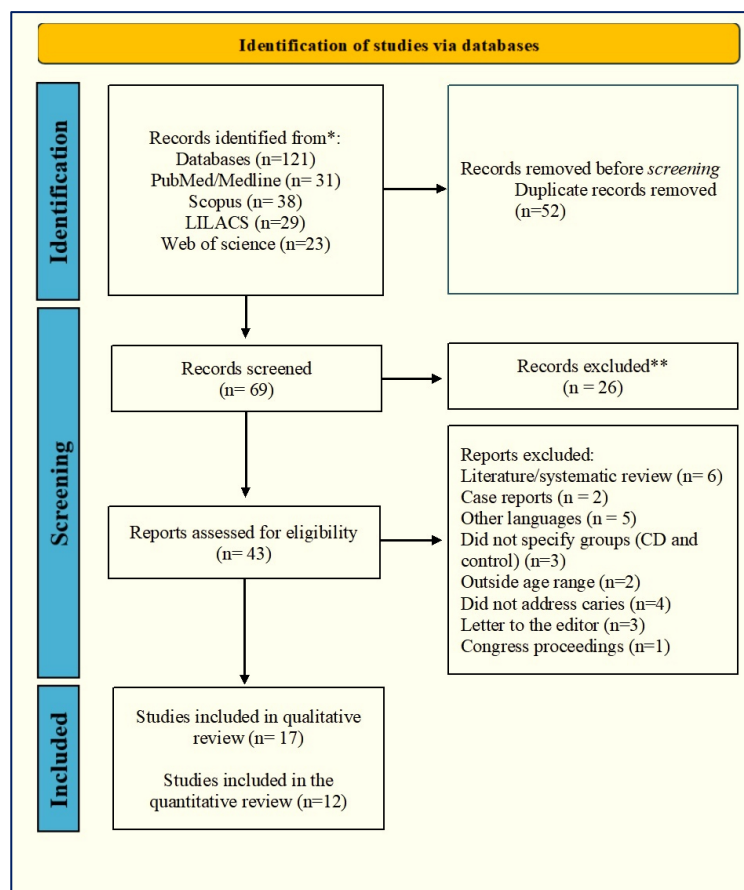 Identification of studies via databases
Identification
Records identified from*:
Databases (n=121)
PubMed/Medline (n= 31)
Scopus (n= 38)
LILACS (n=29)
Web of science (n=23)
Records removed before screening
Duplicate records removed
(n=52)
Screening
Records screened
(n= 69)
Records excluded**
(n = 26)
Reports assessed for eligibility
(n= 43)
Reports excluded:
Literature/systematic review (n= 6)
Case reports (n = 2)
Other languages (n = 5)
Did not specify groups (CD and
control) (n=3)
Outside age range (n=2)
Did not address caries (n=4)
Letter to the editor (n=3)
Congress proceedings (n=1)
Included
Studies included in qualitative
review (n= 17)
Studies included in the
quantitative review (n=12)